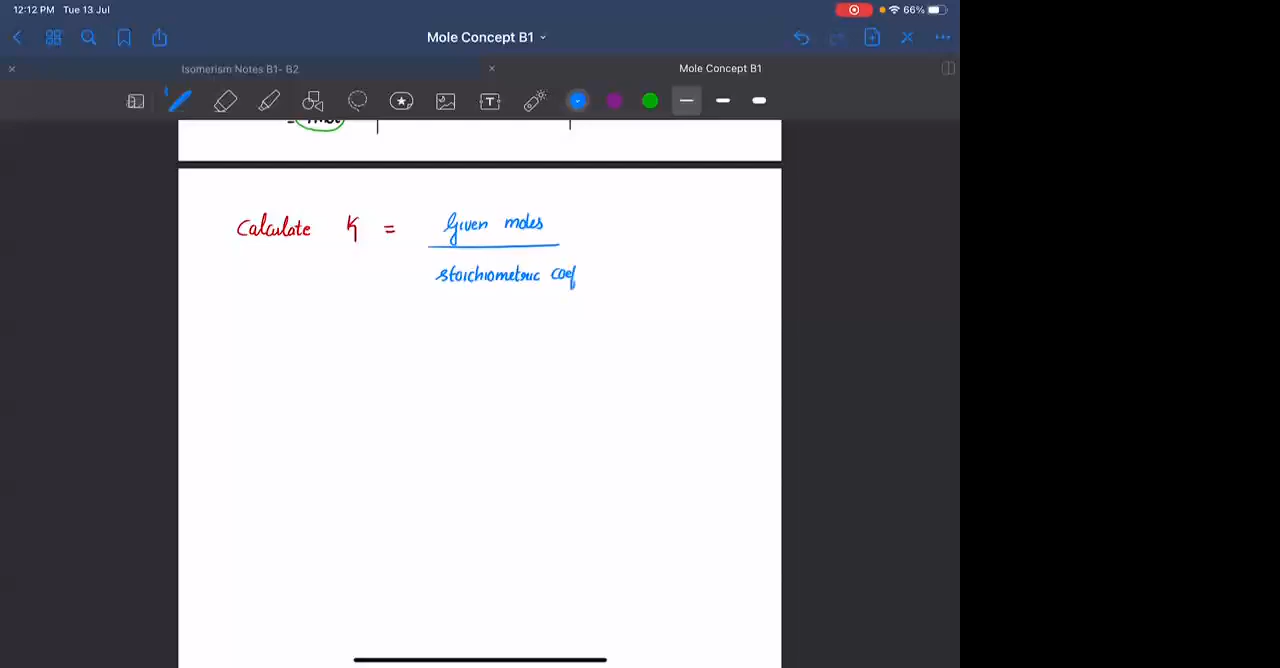 12:12 PM Tue 13 Jul
66%
Mole Concept B1
Isomerism Notes B1- B2
Mole Concept B1
Calculate K = Given moles
stoichiometric coef